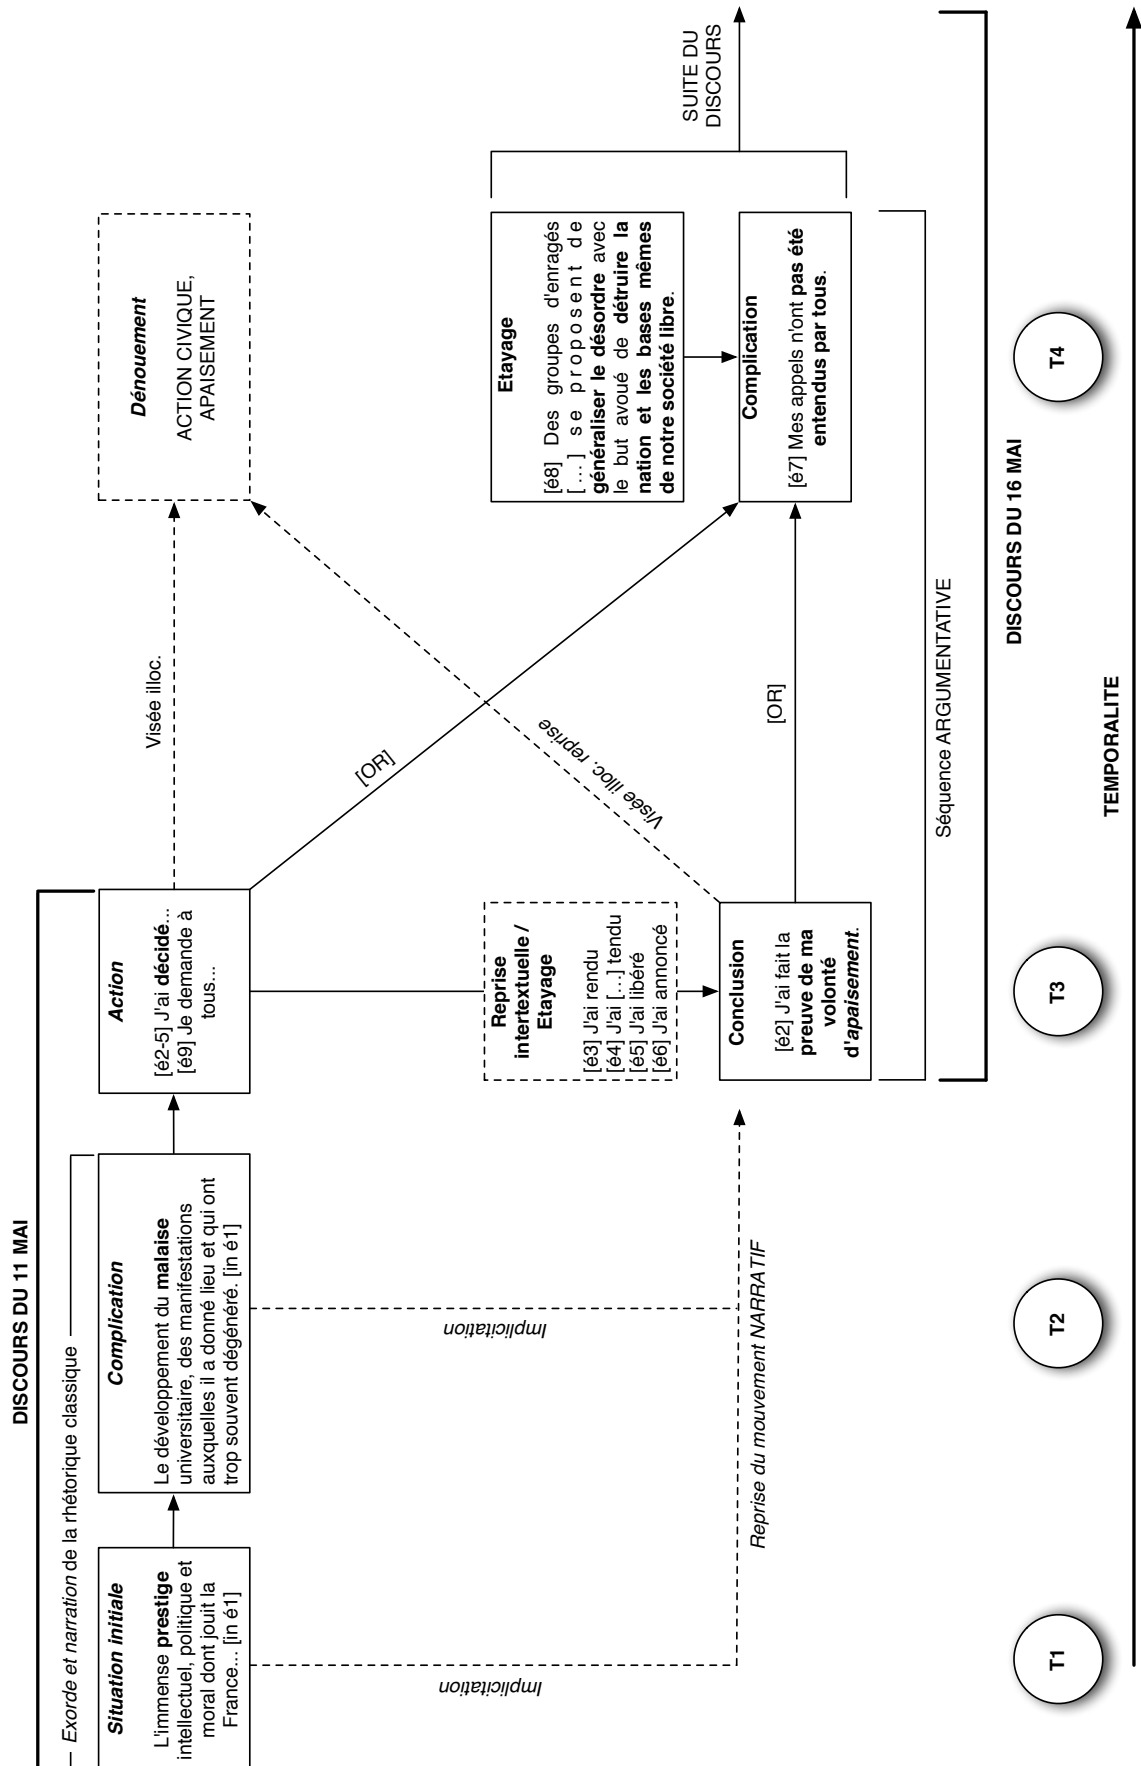 DISCOURS DU 11 MAI
Exorde et narration de la rhétorique classique
Situation initiale
L'immense prestige
intellectuel, politique et
moral dont jouit la
France... [in é1]
Complication
Le développement du malaise
universitaire, des manifestations
auxquelles il a donné lieu et qui ont
trop souvent dégénéré. [in é1]
Action
[é2-5] J'ai décidé...
[é9] Je demande à
tous...
Visée illoc.
Dénouement
ACTION CIVIQUE,
APAISEMENT
Implicitation
Implicitation
Reprise du mouvement NARRATIF
Reprise
intertextuelle /
Etayage
[é3] J'ai rendu
[é4] J'ai [...] tendu
[é5] J'ai libéré
[é6] J'ai annoncé
Conclusion
[é2] J'ai fait la
preuve de ma
volonté
d'apaisement.
[OR]
Visée illoc. reprise
[OR]
Etayage
[é8] Des groupes d'enragés
[...] se proposent de
généraliser le désordre avec
le but avoué de détruire la
nation et les bases mêmes
de notre société libre.
Complication
[é7] Mes appels n'ont pas été
entendus par tous.
SUITE DU
DISCOURS
Séquence ARGUMENTATIVE
DISCOURS DU 16 MAI
T1
T2
T3
T4
TEMPORALITE